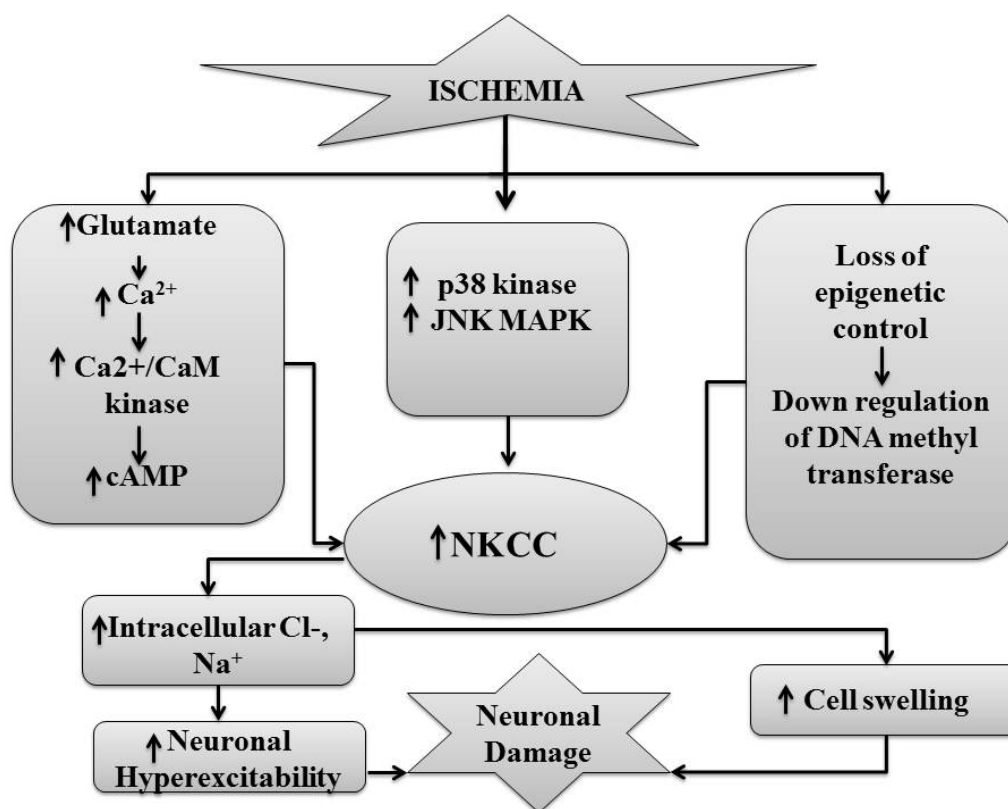 ISCHEMIA
↑Glutamate
↑ Ca²⁺
↑ Ca2+/CaM
kinase
↑cAMP
↑ p38 kinase
↑ JNK MAPK
Loss of
epigenetic
control
Down regulation
of DNA methyl
transferase
↑NKCC
↑Intracellular Cl-,
Na⁺
↑ Neuronal
Hyperexcitability
Neuronal
Damage
↑ Cell swelling